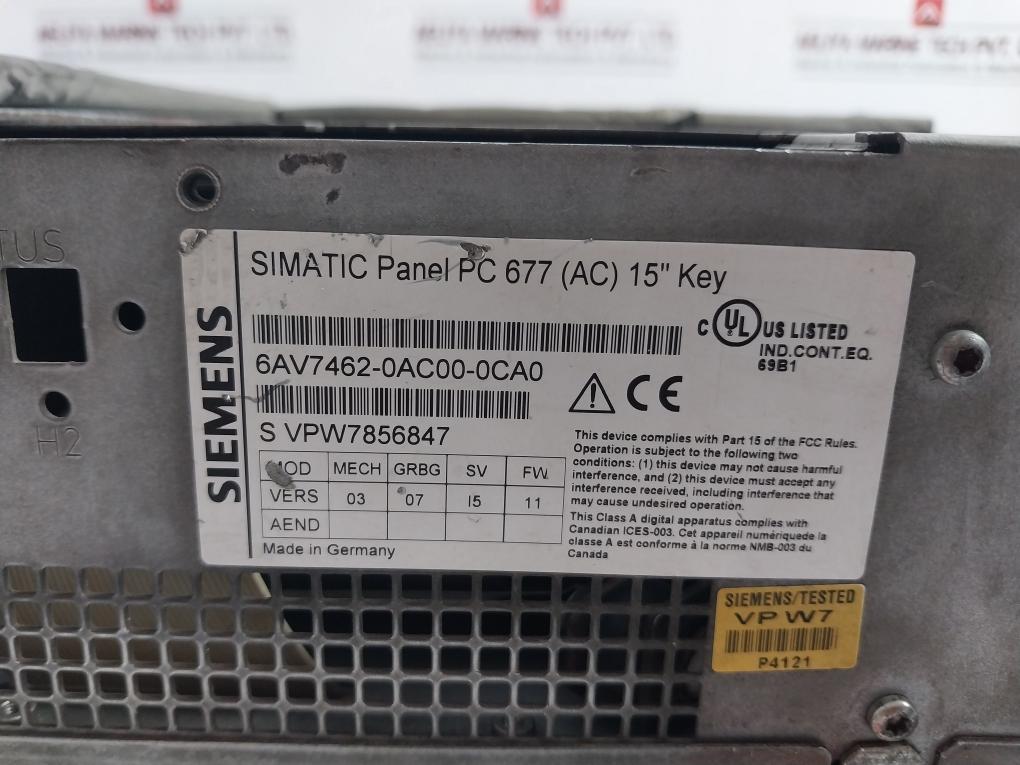 TUS
H2
SIEMENS
SIMATIC Panel PC 677 (AC) 15" Key
6AV7462-0AC00-0CA0
S VPW7856847
C UL US LISTED
IND.CONT.EQ.
69B1
CE
MOD MECH GRBG SV FW
VERS 03 07 I5 11
AEND
Made in Germany
This device complies with Part 15 of the FCC Rules.
Operation is subject to the following two
conditions: (1) this device may not cause harmful
interference, and (2) this device must accept any
interference received, including interference that
may cause undesired operation.
This Class A digital apparatus complies with
Canadian ICES-003. Cet appareil numériquede la
classe A est conforme à la norme NMB-003 du
Canada
SIEMENS/TESTED
VPW7
P4121